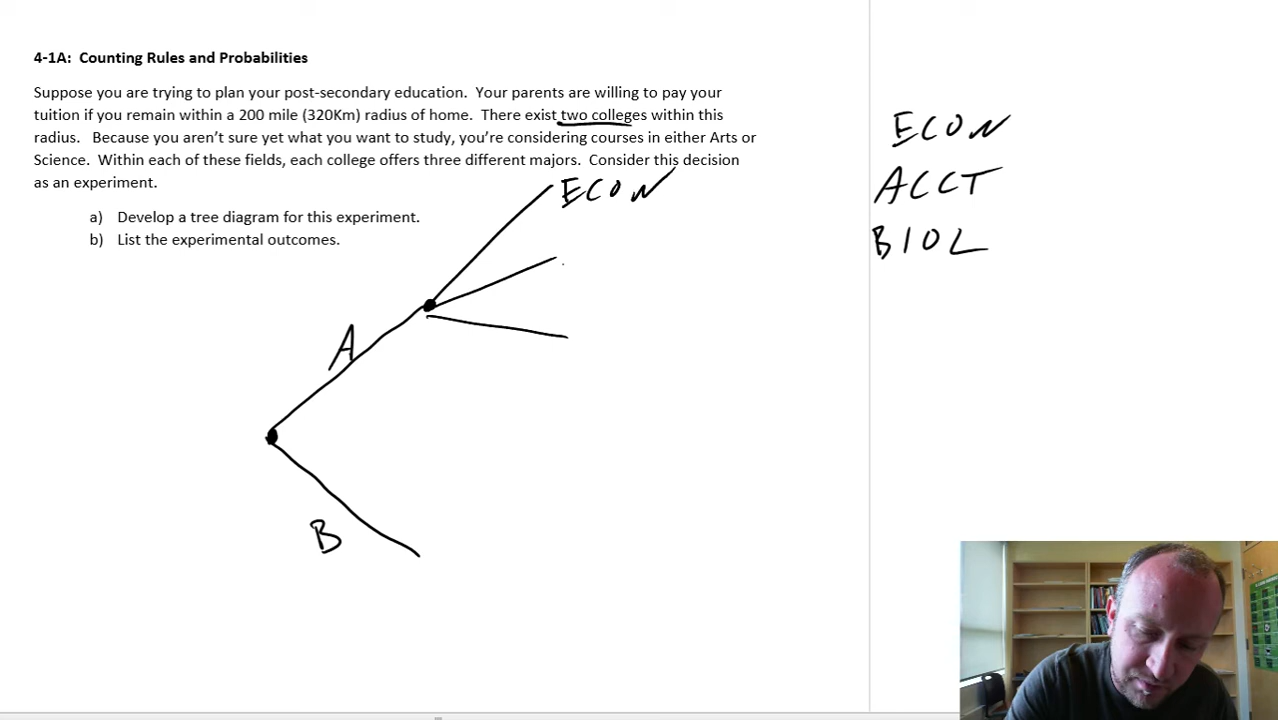 4-1A: Counting Rules and Probabilities
Suppose you are trying to plan your post-secondary education. Your parents are willing to pay your
tuition if you remain within a 200 mile (320Km) radius of home. There exist two colleges within this
radius. Because you aren't sure yet what you want to study, you're considering courses in either Arts or
Science. Within each of these fields, each college offers three different majors. Consider this decision
as an experiment.
a) Develop a tree diagram for this experiment.
b) List the experimental outcomes.
ECON
A
B
ECON
ACCT
BIOL